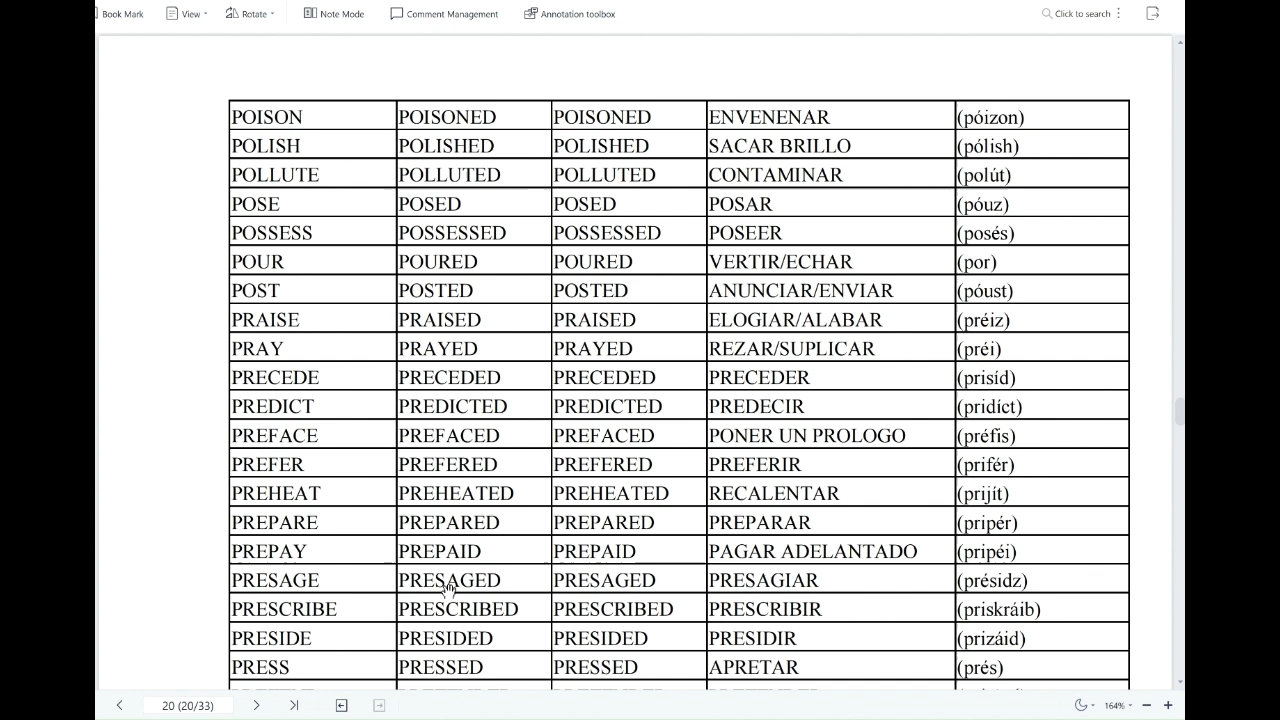 Book Mark View Rotate Note Mode Comment Management Annotation toolbox Click to search
POISON POISONED POISONED ENVENENAR (póizon)
POLISH POLISHED POLISHED SACAR BRILLO (pólish)
POLLUTE POLLUTED POLLUTED CONTAMINAR (polút)
POSE POSED POSED POSAR (póuz)
POSSESS POSSESSED POSSESSED POSEER (posés)
POUR POURED POURED VERTIR/ECHAR (por)
POST POSTED POSTED ANUNCIAR/ENVIAR (póust)
PRAISE PRAISED PRAISED ELOGIAR/ALABAR (préiz)
PRAY PRAYED PRAYED REZAR/SUPLICAR (préi)
PRECEDE PRECEDED PRECEDED PRECEDER (prisíd)
PREDICT PREDICTED PREDICTED PREDECIR (pridíct)
PREFACE PREFACED PREFACED PONER UN PROLOGO (préfis)
PREFER PREFERED PREFERED PREFERIR (prifér)
PREHEAT PREHEATED PREHEATED RECALENTAR (prijít)
PREPARE PREPARED PREPARED PREPARAR (pripér)
PREPAY PREPAID PREPAID PAGAR ADELANTADO (pripéi)
PRESAGE PRESAGED PRESAGED PRESAGIAR (présidz)
PRESCRIBE PRESCRIBED PRESCRIBED PRESCRIBIR (priskráib)
PRESIDE PRESIDED PRESIDED PRESIDIR (prizáid)
PRESS PRESSED PRESSED APRETAR (prés)
20 (20/33) 164%